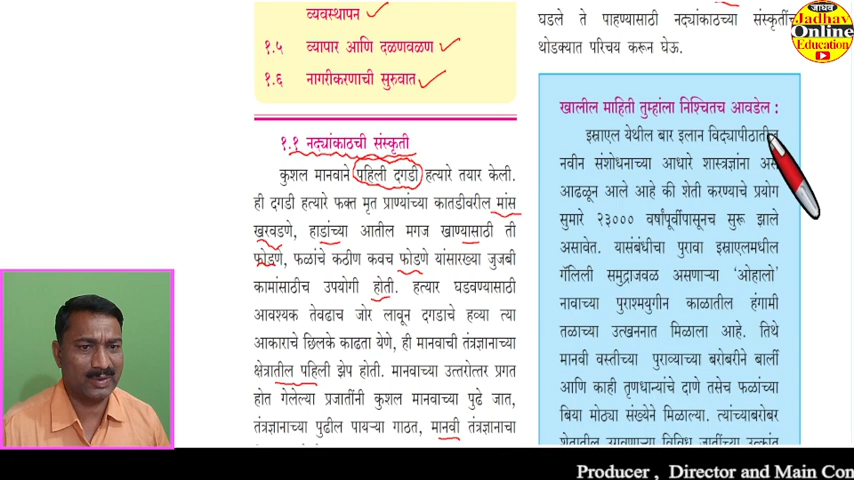 व्यवस्थापन
१.५ व्यापार आणि दळणवळण
१.६ नागरीकरणाची सुरुवात
१.१ नद्यांकाठची संस्कृती
कुशल मानवाने पहिली दगडी हत्यारे तयार केली.
ही दगडी हत्यारे फक्त मृत प्राण्यांच्या कातडीवरील मांस
खरवडणे, हाडांच्या आतील मगज खाण्यासाठी ती
फोडणे, फळांचे कठीण कवच फोडणे यांसारख्या जुजबी
कामांसाठीच उपयोगी होती. हत्यार घडवण्यासाठी
आवश्यक तेवढाच जोर लावून दगडाचे हव्या त्या
आकाराचे छिलके काढता येणे, ही मानवाची तंत्रज्ञानाच्या
क्षेत्रातील पहिली झेप होती. मानवाच्या उत्तरोत्तर प्रगत
होत गेलेल्या प्रजातींनी कुशल मानवाच्या पुढे जात,
तंत्रज्ञानाच्या पुढील पायऱ्या गाठत, मानवी तंत्रज्ञानाचा
घडले ते पाहण्यासाठी नद्यांकाठच्या संस्कृतींचा
थोडक्यात परिचय करून घेऊ.
खालील माहिती तुम्हांला निश्चितच आवडेल :
इस्राएल येथील बार इलान विद्यापीठातील
नवीन संशोधनाच्या आधारे शास्त्रज्ञांना असे
आढळून आले आहे की शेती करण्याचे प्रयोग
सुमारे २३००० वर्षांपूर्वीपासूनच सुरू झाले
असावेत. यासंबंधीचा पुरावा इस्राएलमधील
गॅलिली समुद्राजवळ असणाऱ्या ‘ओहालो’
नावाच्या पुराश्मयुगीन काळातील हंगामी
तळाच्या उत्खननात मिळाला आहे. तिथे
मानवी वस्तीच्या पुराव्याच्या बरोबरीने बार्ली
आणि काही तृणधान्यांचे दाणे तसेच फळांच्या
बिया मोठ्या संख्येने मिळाल्या. त्यांच्याबरोबर
शेतातील उगवणाऱ्या विविध जातींच्या
जाधव
Jadhav
Online
Education
Producer , Director and Main Con